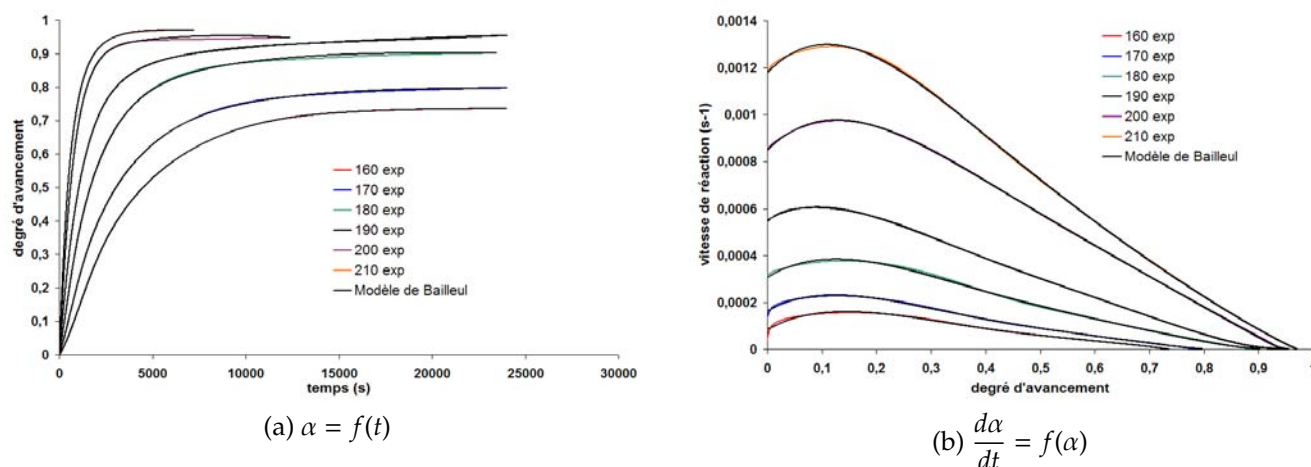 1
0,9
0,8
0,7
0,6
0,5
0,4
0,3
0,2
0,1
0
degré d'avancement
160 exp
170 exp
180 exp
190 exp
200 exp
210 exp
Modèle de Bailleul
0 5000 10000 15000 20000 25000 30000
temps (s)
(a) α = f(t)
0,0014
0,0012
0,001
0,0008
0,0006
0,0004
0,0002
0
vitesse de réaction (s-1)
160 exp
170 exp
180 exp
190 exp
200 exp
210 exp
Modèle de Bailleul
0 0,1 0,2 0,3 0,4 0,5 0,6 0,7 0,8 0,9 1
degré d'avancement
(b) dα/dt = f(α)